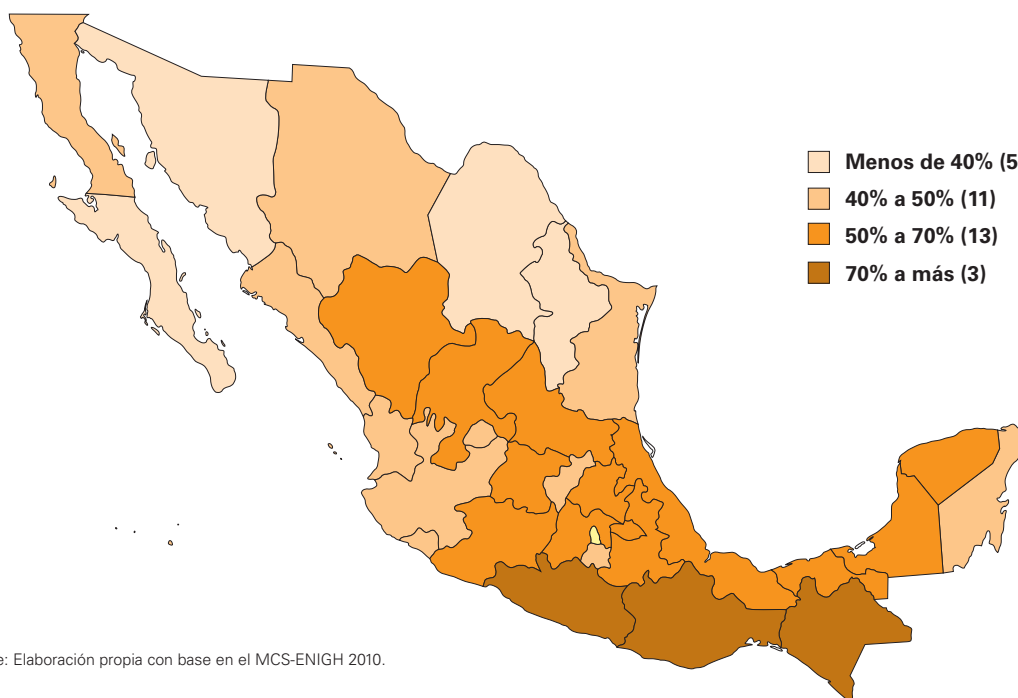 Menos de 40% (5
40% a 50% (11)
50% a 70% (13)
70% a más (3)
e: Elaboración propia con base en el MCS-ENIGH 2010.